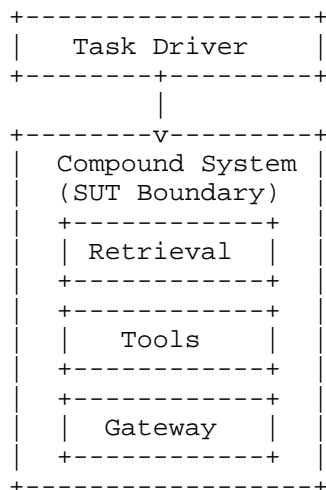 Task Driver
Compound System
(SUT Boundary)
Retrieval
Tools
Gateway